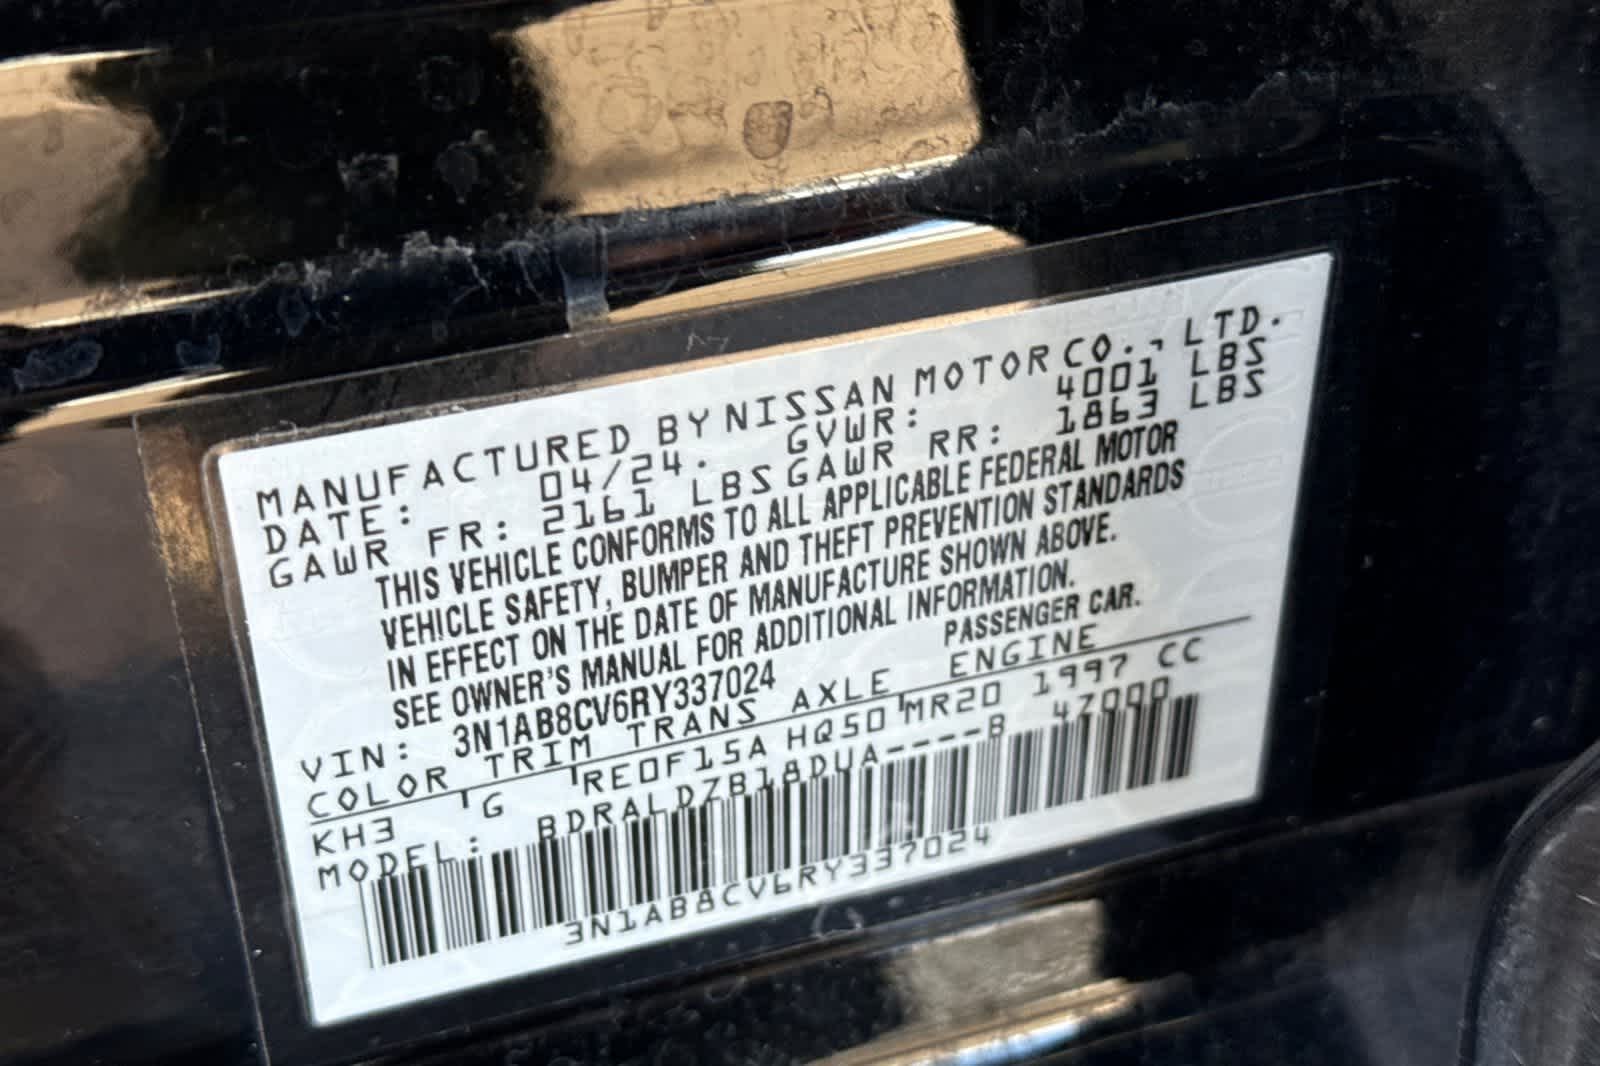 MANUFACTURED BY NISSAN MOTOR CO., LTD.
DATE: 04/24. GVWR: 4001 LBS
GAWR FR: 2161 LBS GAWR RR: 1863 LBS
THIS VEHICLE CONFORMS TO ALL APPLICABLE FEDERAL MOTOR
VEHICLE SAFETY, BUMPER AND THEFT PREVENTION STANDARDS
IN EFFECT ON THE DATE OF MANUFACTURE SHOWN ABOVE.
SEE OWNER'S MANUAL FOR ADDITIONAL INFORMATION.
VIN: 3N1AB8CV6RY337024 PASSENGER CAR.
COLOR TRIM TRANS AXLE ENGINE
KH3 G RE0F15A HQ50 MR20 1997 CC
MODEL: BDRALDZB18DUA----B 47000
3N1AB8CV6RY337024